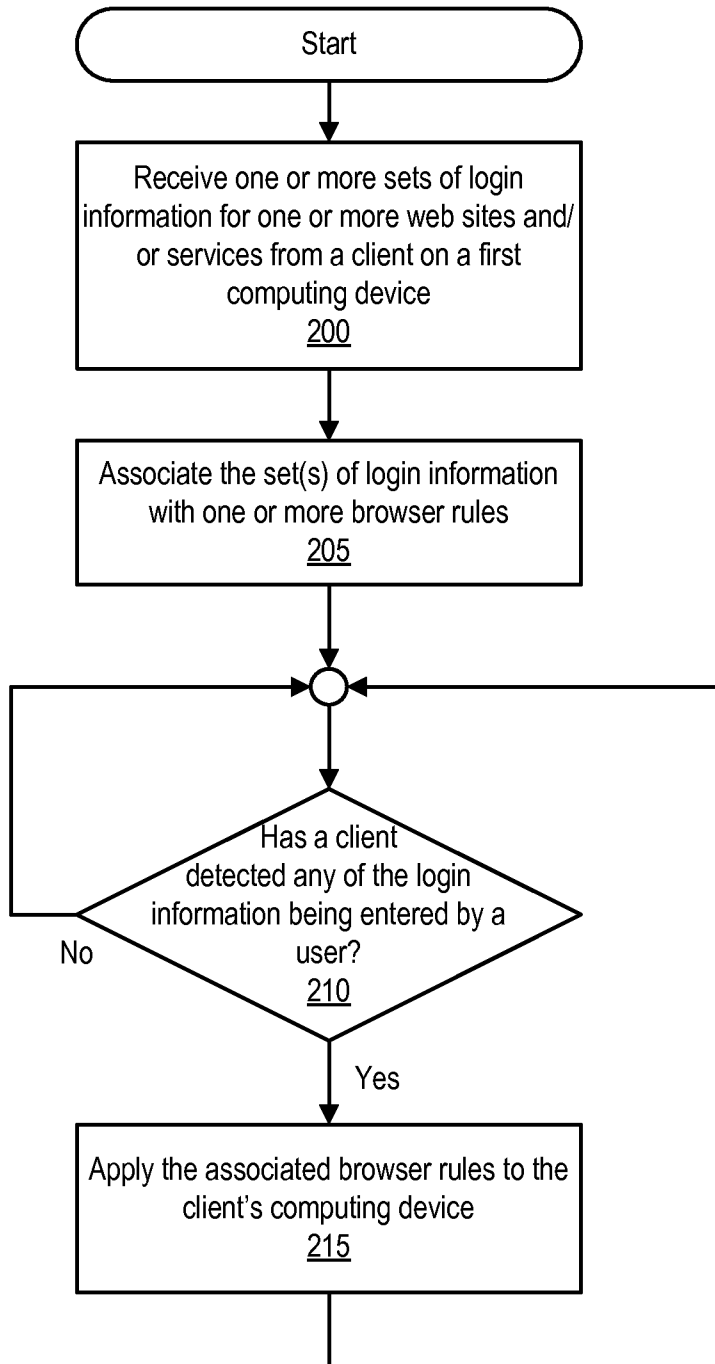 Start
Receive one or more sets of login
information for one or more web sites and/
or services from a client on a first
computing device
200
Associate the set(s) of login information
with one or more browser rules
205
Has a client
detected any of the login
information being entered by a
user?
210
No
Yes
Apply the associated browser rules to the
client's computing device
215